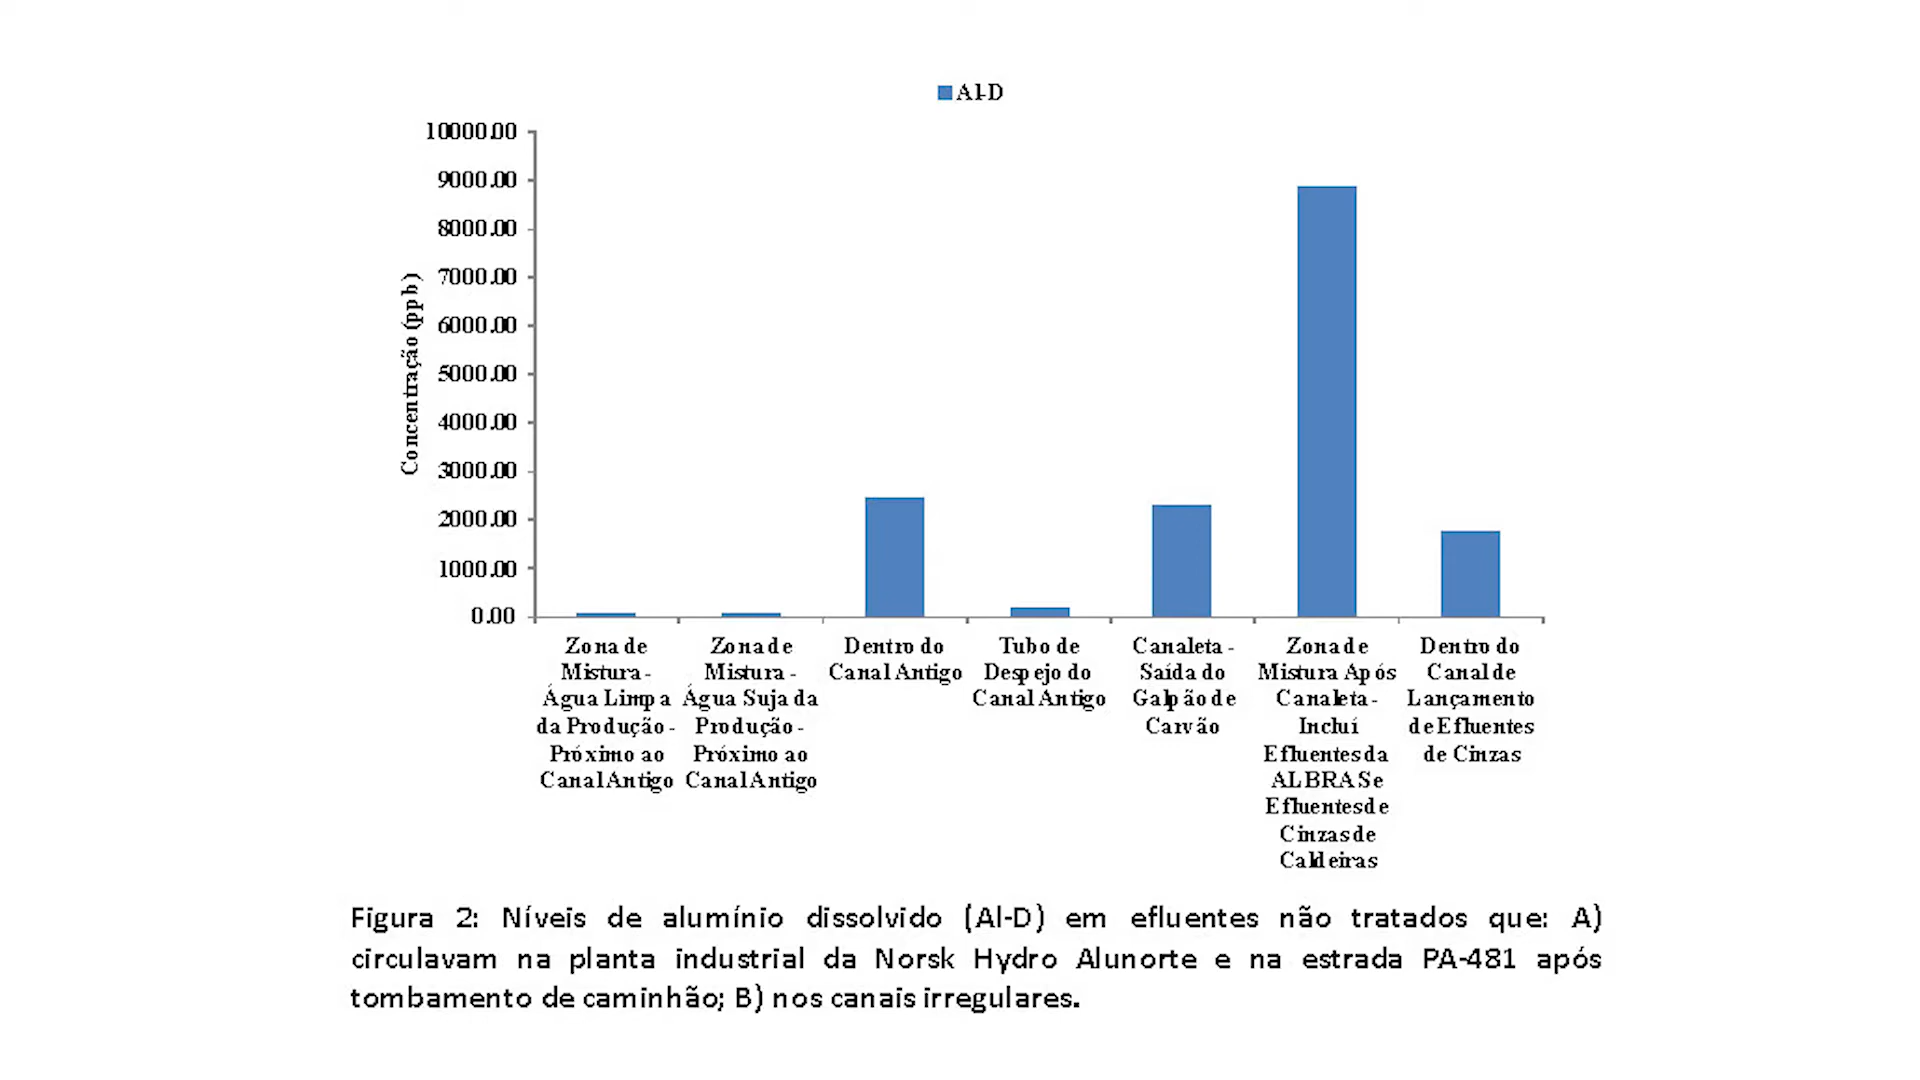 Al-D
10000.00
9000.00
8000.00
7000.00
6000.00
5000.00
4000.00
3000.00
2000.00
1000.00
0.00
Concentração (ppb)
Zona de
Mistura -
Água Limpa
da Produção -
Próximo ao
Canal Antigo
Zona de
Mistura -
Água Suja da
Produção -
Próximo ao
Canal Antigo
Dentro do
Canal Antigo
Tubo de
Despejo do
Canal Antigo
Canaleta -
Saída do
Galpão de
Carvão
Zona de
Mistura Após
Canaleta -
Incluí
Efluentes da
ALBRAS e
Efluentes de
Cinzas de
Caldeiras
Dentro do
Canal de
Lançamento
de Efluentes
de Cinzas
Figura 2: Níveis de alumínio dissolvido (Al-D) em efluentes não tratados que: A)
circulavam na planta industrial da Norsk Hydro Alunorte e na estrada PA-481 após
tombamento de caminhão; B) nos canais irregulares.